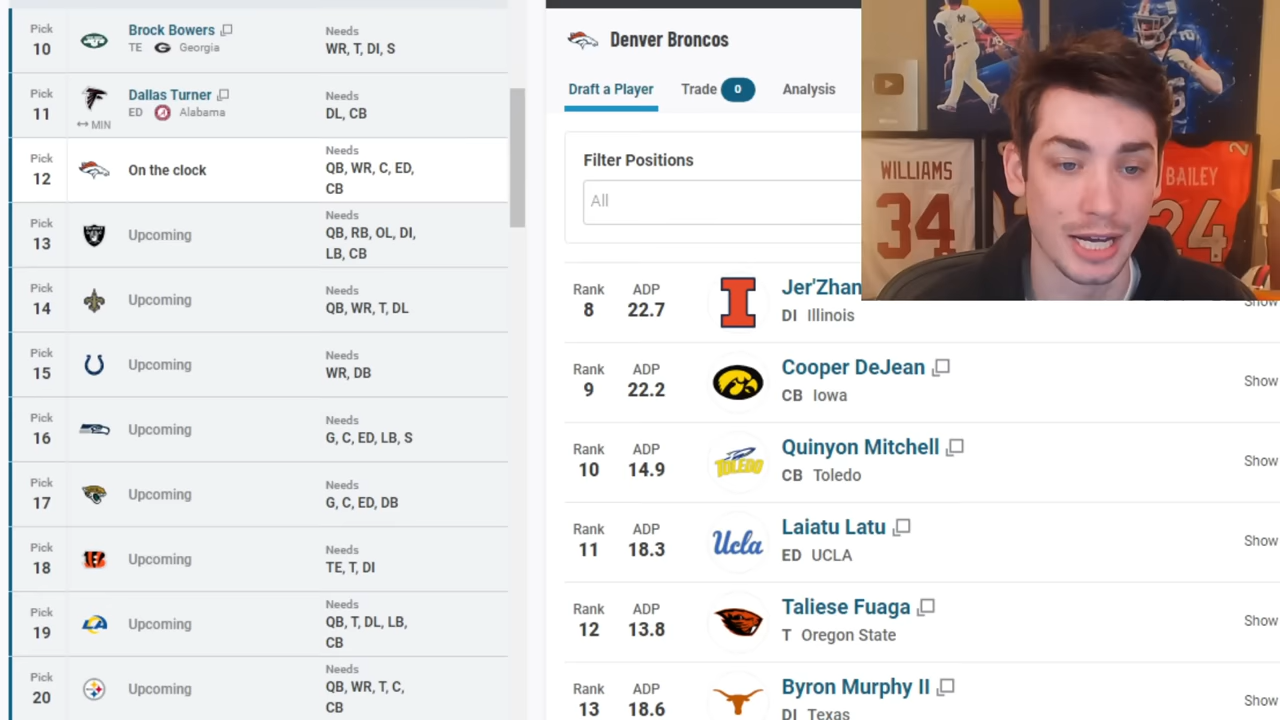 Pick
10
Brock Bowers
TE Georgia
Needs
WR, T, DI, S
Pick
11
↔ MIN
Dallas Turner
ED Alabama
Needs
DL, CB
Pick
12
On the clock
Needs
QB, WR, C, ED,
CB
Pick
13
Upcoming
Needs
QB, RB, OL, DI,
LB, CB
Pick
14
Upcoming
Needs
QB, WR, T, DL
Pick
15
Upcoming
Needs
WR, DB
Pick
16
Upcoming
Needs
G, C, ED, LB, S
Pick
17
Upcoming
Needs
G, C, ED, DB
Pick
18
Upcoming
Needs
TE, T, DI
Pick
19
Upcoming
Needs
QB, T, DL, LB,
CB
Pick
20
Upcoming
Needs
QB, WR, T, C,
CB
Denver Broncos
Draft a Player Trade 0 Analysis
Filter Positions
All
Rank ADP
8 22.7
Jer'Zhan
DI Illinois
Show
Rank ADP
9 22.2
Cooper DeJean
CB Iowa
Show
Rank ADP
10 14.9
TOLEDO
Quinyon Mitchell
CB Toledo
Show
Rank ADP
11 18.3
Ucla
Laiatu Latu
ED UCLA
Show
Rank ADP
12 13.8
Taliese Fuaga
T Oregon State
Show
Rank ADP
13 18.6
Byron Murphy II
DI Texas
Show
WILLIAMS
34
BAILEY
24
2